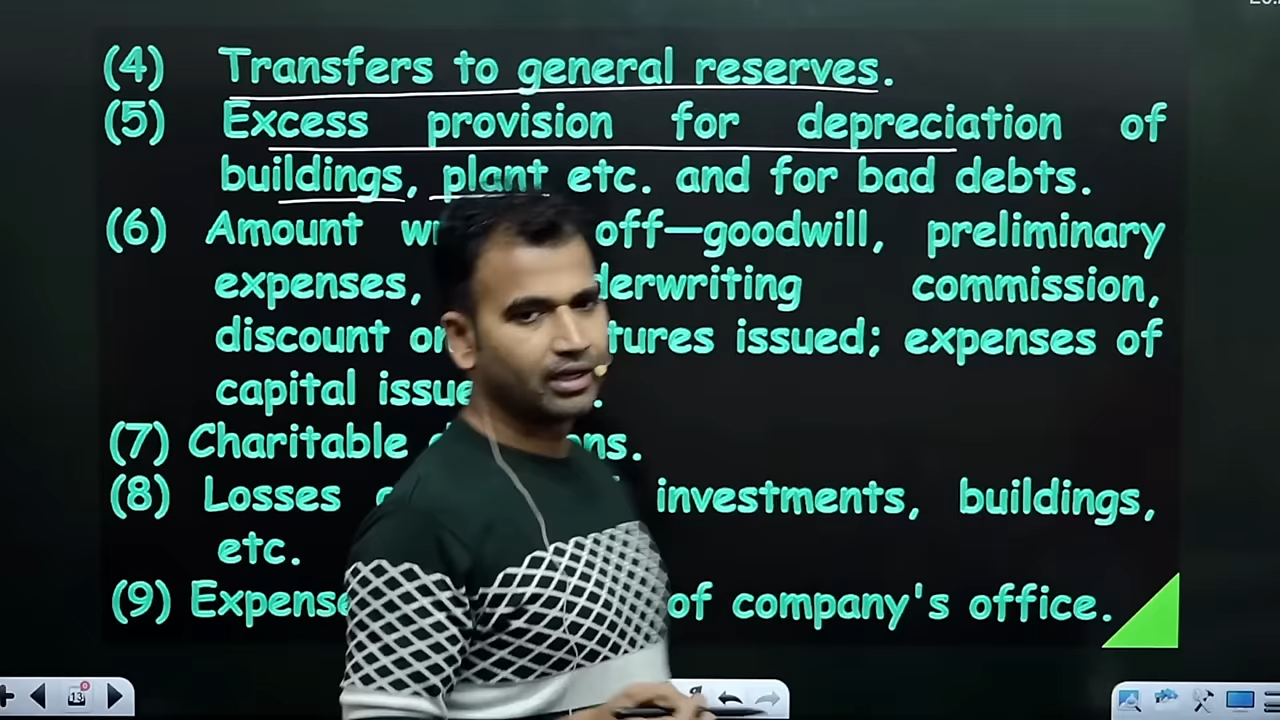 (4) Transfers to general reserves.
(5) Excess provision for depreciation of
buildings, plant etc. and for bad debts.
(6) Amount off—goodwill, preliminary
expenses, commission,
discount issued; expenses of
capital
(7) Charitable
(8) Losses investments, buildings,
etc.
(9) of company's office.
13